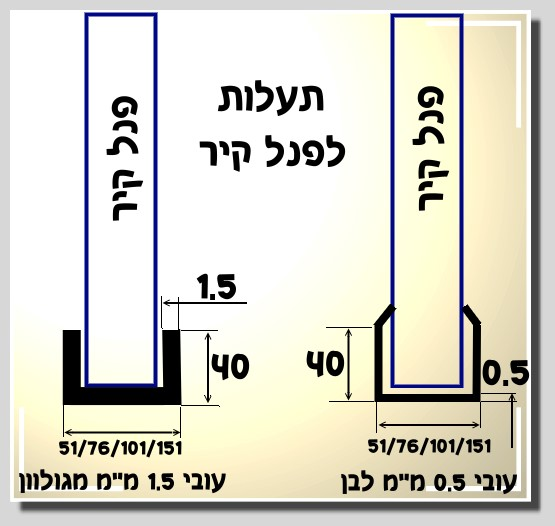 תעלות
לפנל קיר
פנל קיר
פנל קיר
1.5
40
40
0.5
51/76/101/151
51/76/101/151
עובי 1.5 מ"מ מגולוון
עובי 0.5 מ"מ לבן